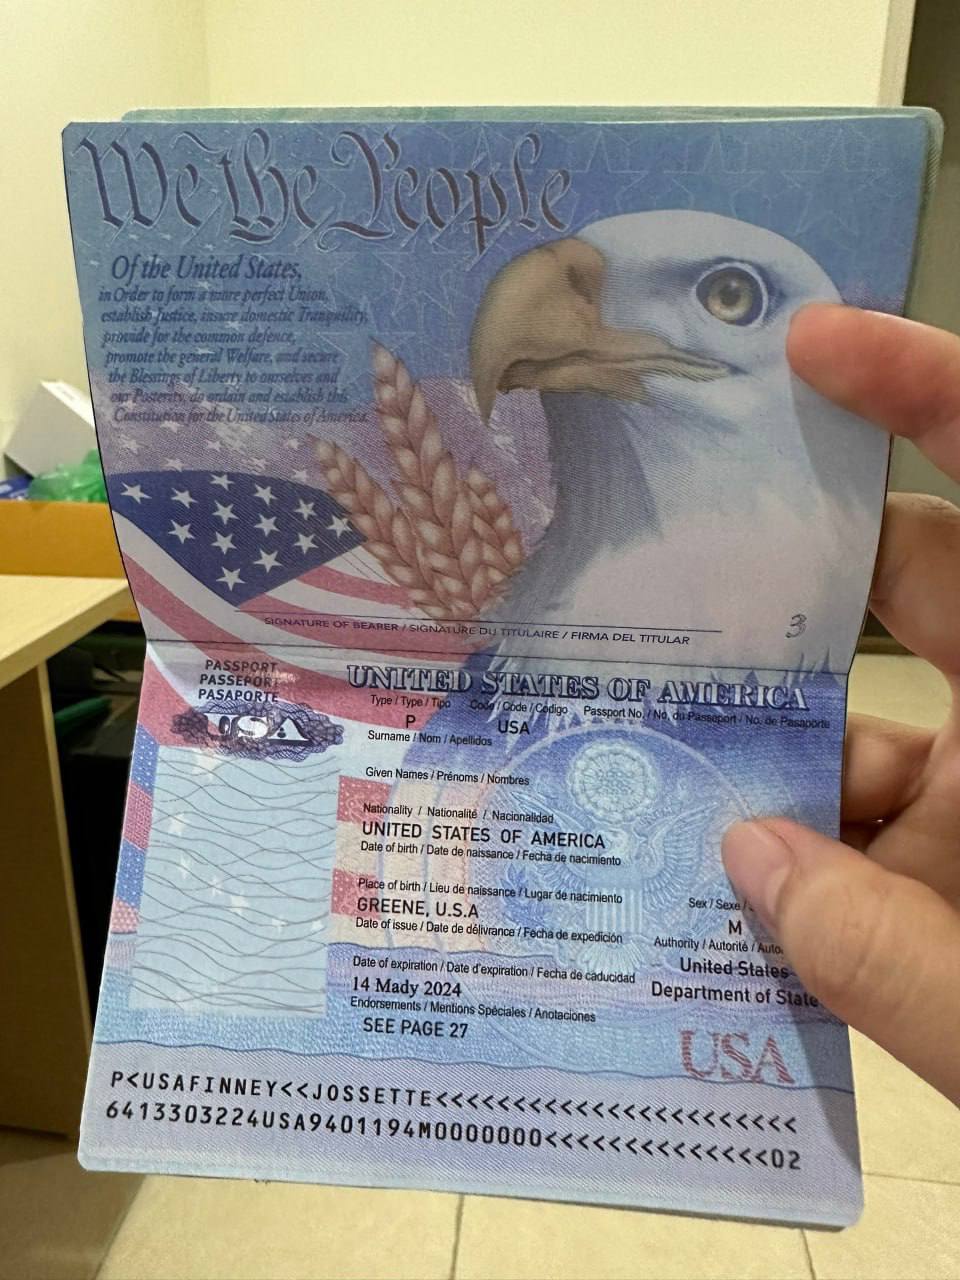 We the People
Of the United States,
in Order to form a more perfect Union,
establish Justice, insure domestic Tranquility,
provide for the common defence,
promote the general Welfare, and secure
the Blessings of Liberty to ourselves and
our Posterity, do ordain and establish this
Constitution for the United States of America.
SIGNATURE OF BEARER / SIGNATURE DU TITULAIRE / FIRMA DEL TITULAR
3
PASSPORT
PASSEPORT
PASAPORTE
USA
UNITED STATES OF AMERICA
Type / Type / Tipo Code / Code / Código Passport No. / No. du Passeport / No. de Pasaporte
P USA
Surname / Nom / Apellidos
Given Names / Prénoms / Nombres
Nationality / Nationalité / Nacionalidad
UNITED STATES OF AMERICA
Date of birth / Date de naissance / Fecha de nacimiento
Place of birth / Lieu de naissance / Lugar de nacimiento
Sex / Sexe /
GREENE, U.S.A
M
Date of issue / Date de délivrance / Fecha de expedición
Authority / Autorité / Auto
United States
Date of expiration / Date d'expiration / Fecha de caducidad
14 Mady 2024
Department of State
Endorsements / Mentions Spéciales / Anotaciones
SEE PAGE 27
USA
P<USAFINNEY<<JOSSETTE<<<<<<<<<<<<<<<<<<<<<<<
6413303224USA9401194M0000000<<<<<<<<<<<<<<02